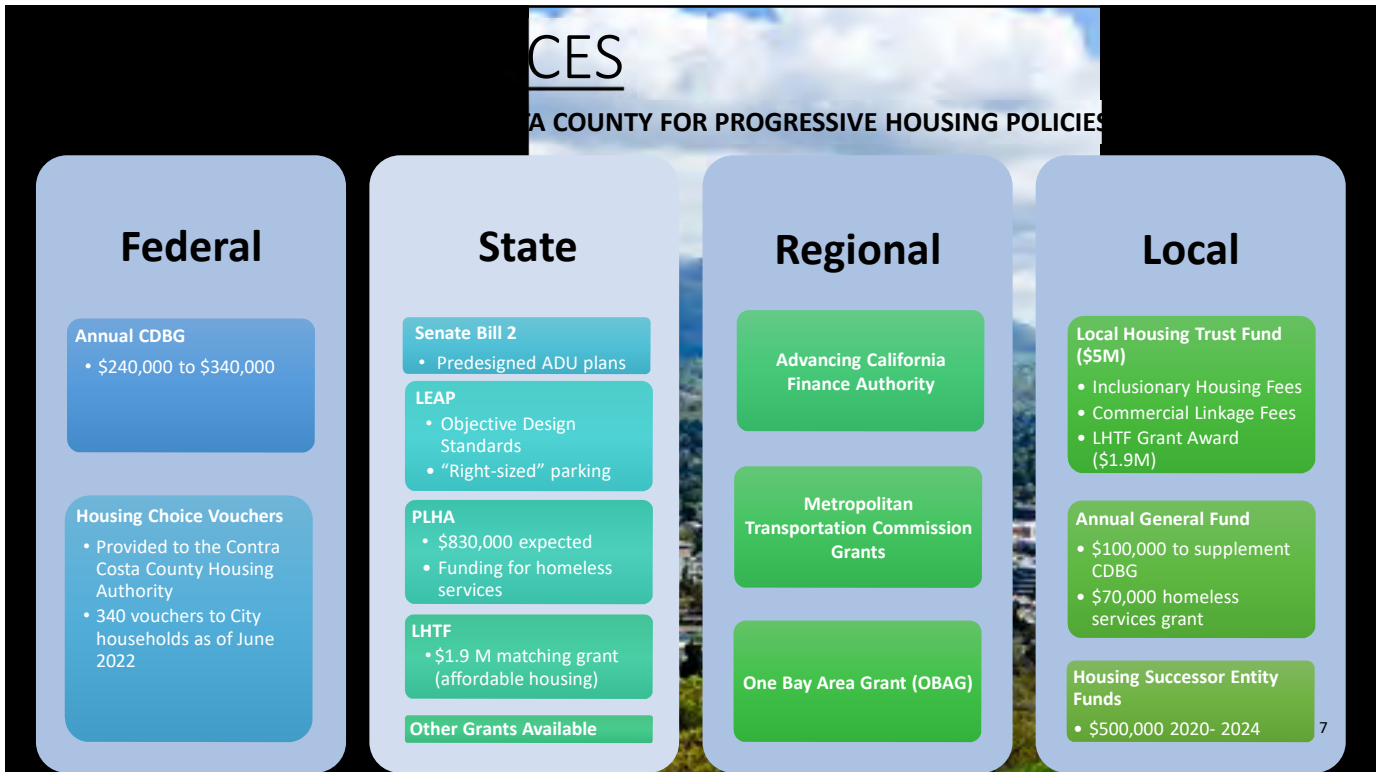 CES
TA COUNTY FOR PROGRESSIVE HOUSING POLICIES
Federal
Annual CDBG
• $240,000 to $340,000
Housing Choice Vouchers
• Provided to the Contra
Costa County Housing
Authority
• 340 vouchers to City
households as of June
2022
State
Senate Bill 2
• Predesigned ADU plans
LEAP
• Objective Design
Standards
• “Right-sized” parking
PLHA
• $830,000 expected
• Funding for homeless
services
LHTF
• $1.9 M matching grant
(affordable housing)
Other Grants Available
Regional
Advancing California
Finance Authority
Metropolitan
Transportation Commission
Grants
One Bay Area Grant (OBAG)
Local
Local Housing Trust Fund
($5M)
• Inclusionary Housing Fees
• Commercial Linkage Fees
• LHTF Grant Award
($1.9M)
Annual General Fund
• $100,000 to supplement
CDBG
• $70,000 homeless
services grant
Housing Successor Entity
Funds
• $500,000 2020- 2024
7